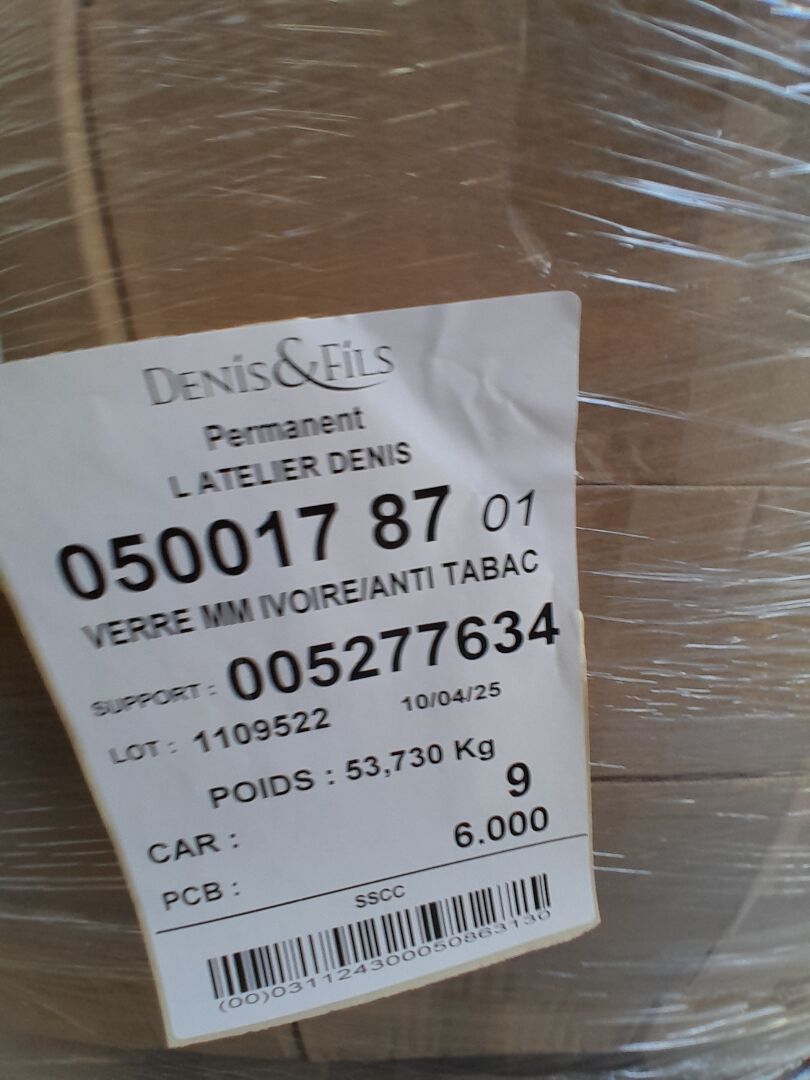 DENIS&FILS
Permanent
L ATELIER DENIS
050017 87 01
VERRE MM IVOIRE/ANTI TABAC
SUPPORT : 005277634
LOT : 1109522 10/04/25
POIDS : 53,730 Kg
CAR : 9
PCB : 6.000
SSCC
(00)031124300050863130